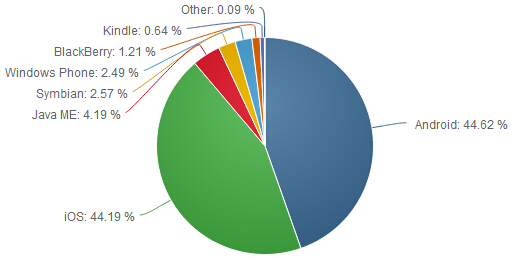 Other: 0.09 %
Kindle: 0.64 %
BlackBerry: 1.21 %
Windows Phone: 2.49 %
Symbian: 2.57 %
Java ME: 4.19 %
Android: 44.62 %
iOS: 44.19 %